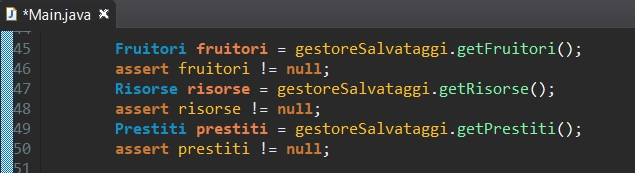 *Main.java
44
45 Fruitori fruitori = gestoreSalvataggi.getFruitori();
46 assert fruitori != null;
47 Risorse risorse = gestoreSalvataggi.getRisorse();
48 assert risorse != null;
49 Prestiti prestiti = gestoreSalvataggi.getPrestiti();
50 assert prestiti != null;
51